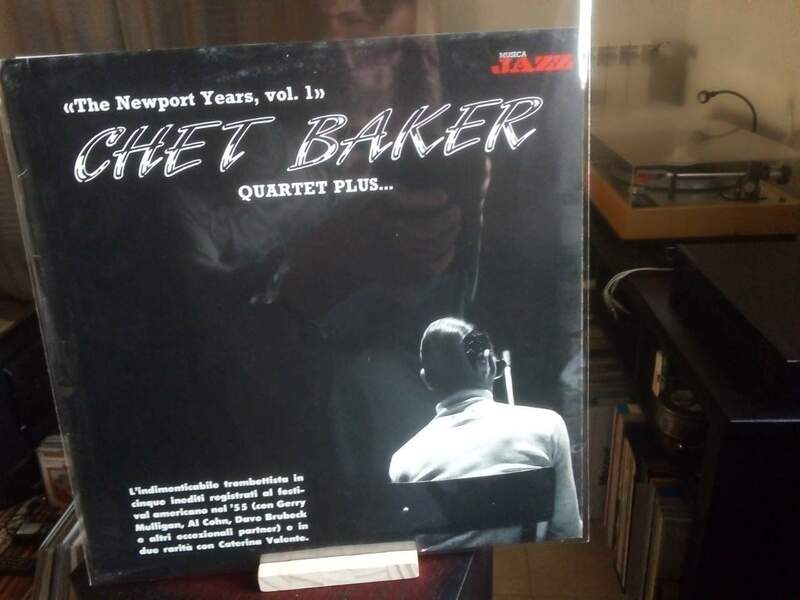 MUSICA
JAZZ
«The Newport Years, vol. 1»
CHET BAKER
QUARTET PLUS...
L'indimenticabile trombettista in
cinque inediti registrati al festi-
val americano nel '55 (con Gerry
Mulligan, Al Cohn, Dave Brubeck
e altri eccezionali partner) e in
due rarità con Caterina Valente.